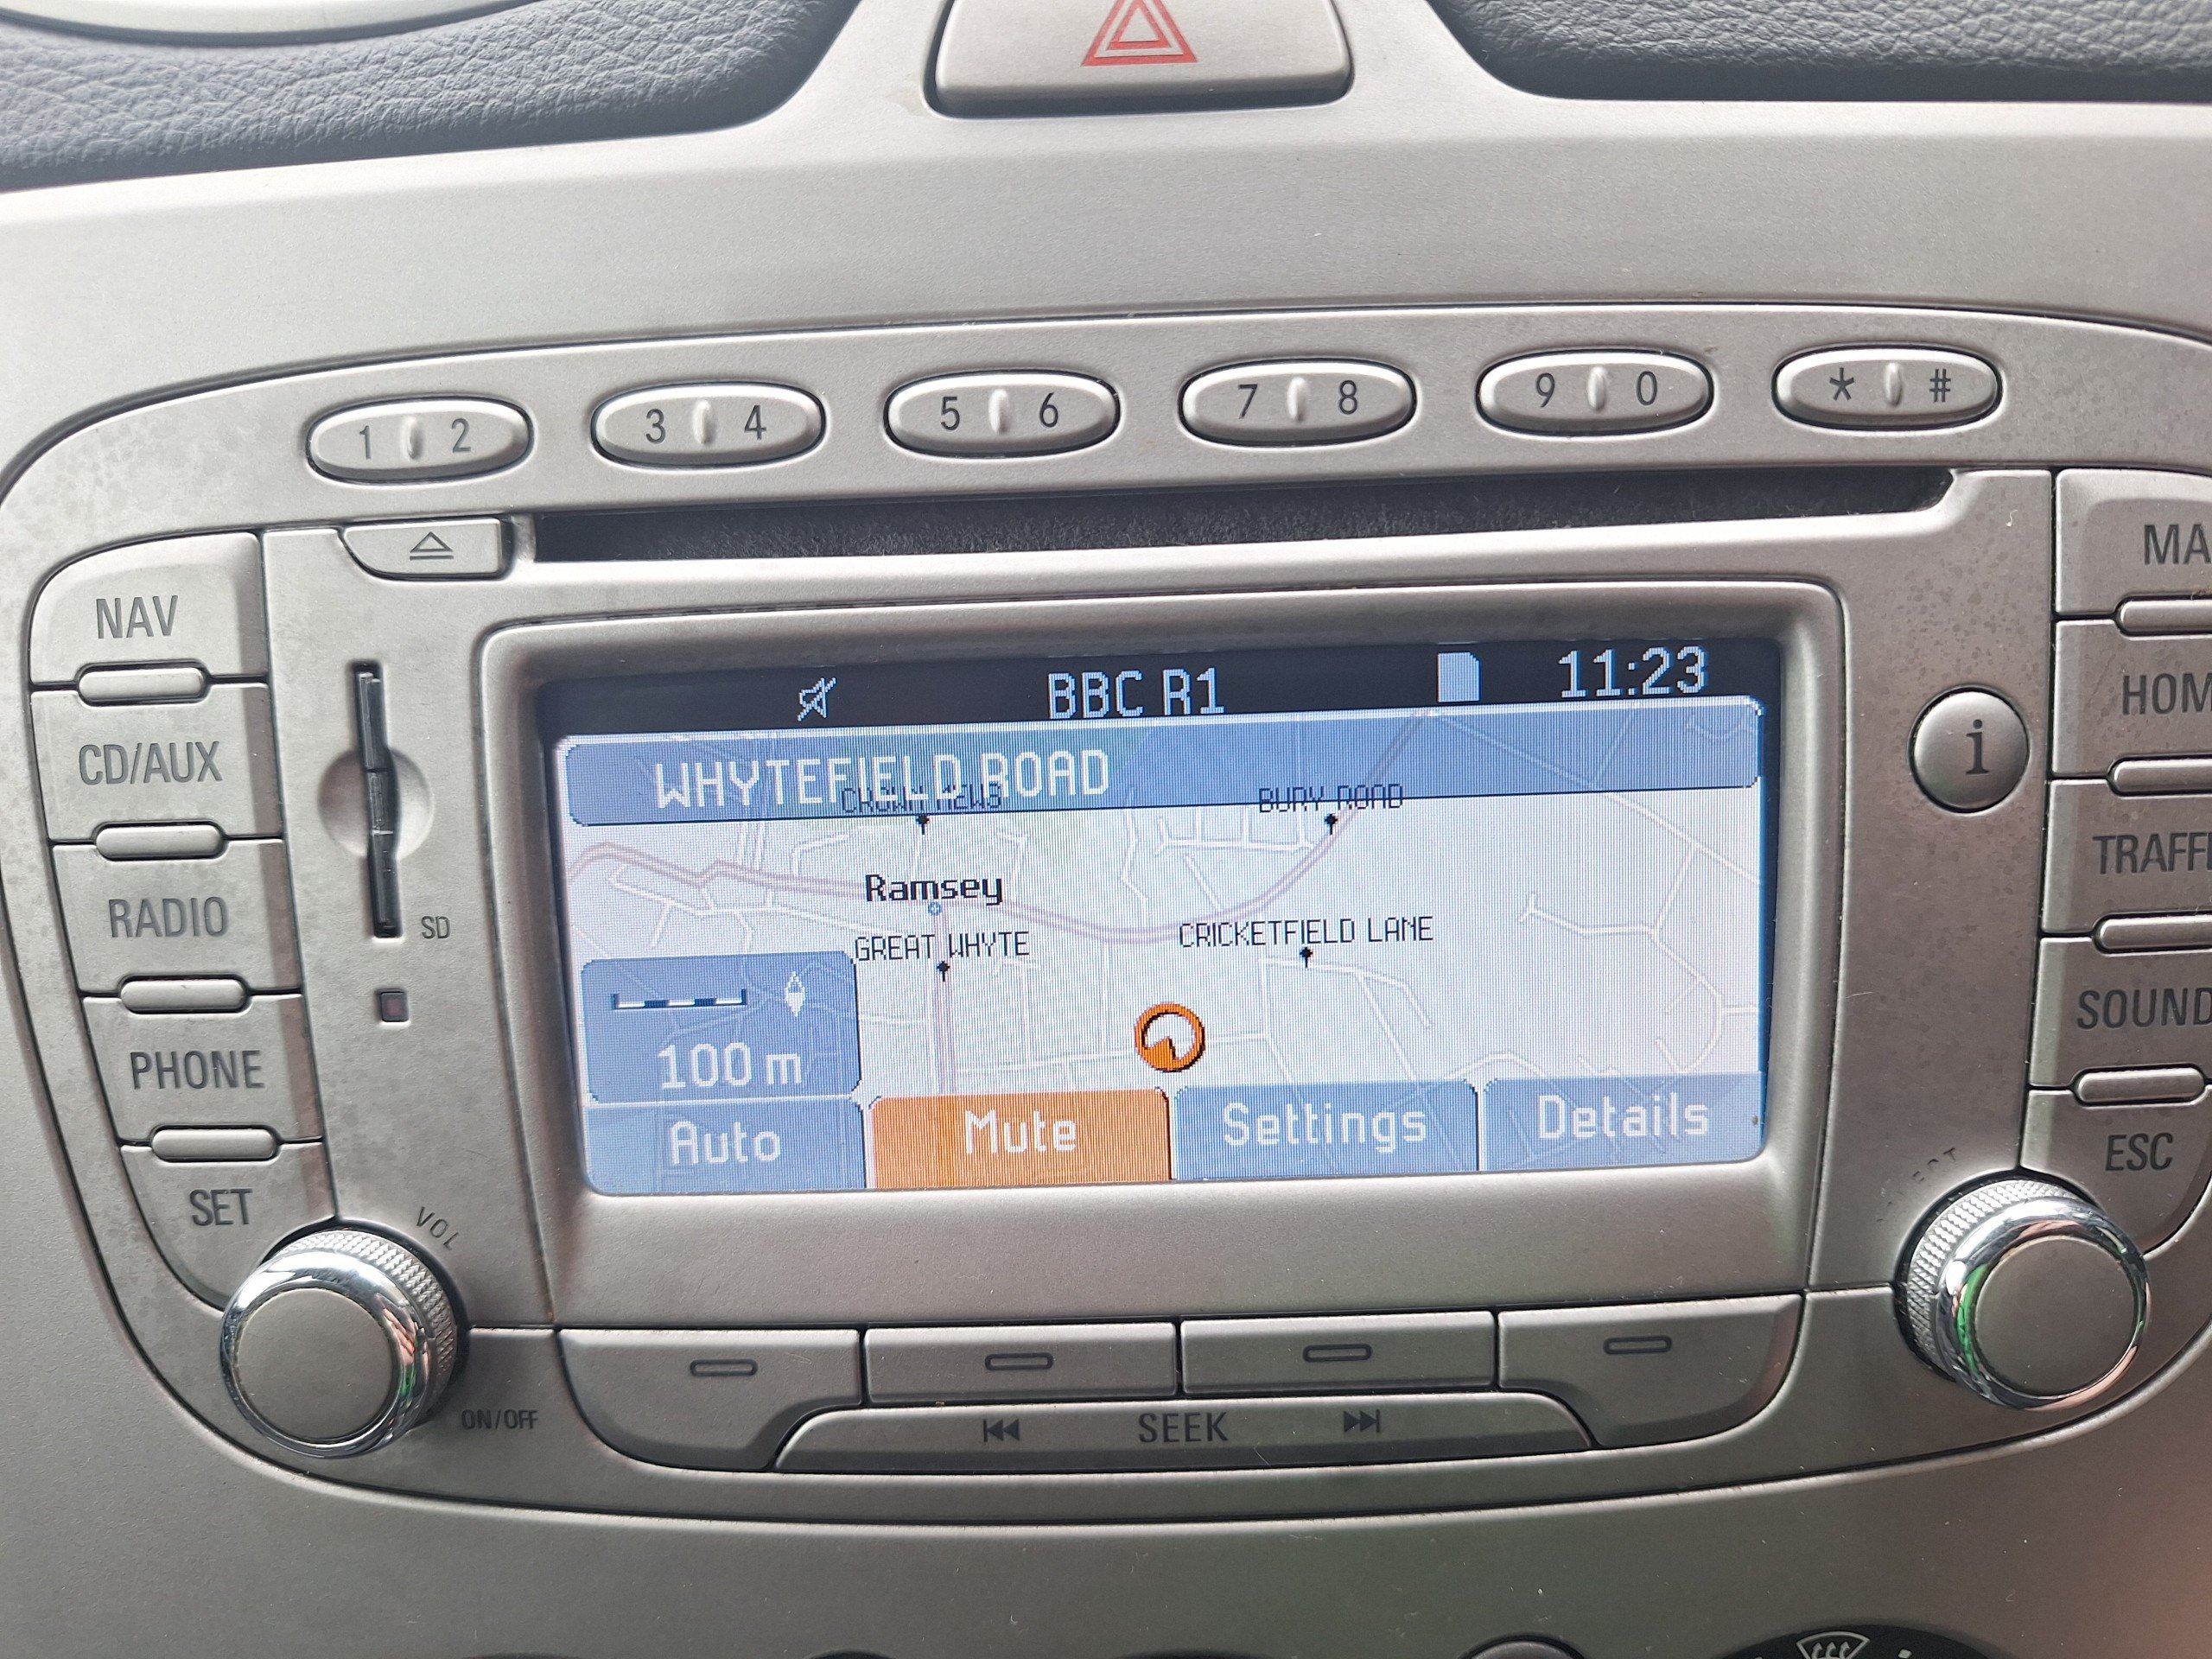 1 2 3 4 5 6 7 8 9 0 * #
NAV
CD/AUX
RADIO
PHONE
SET
SD
VOL
ON/OFF
BBC R1 11:23
WHYTEFIELD ROAD
BURY ROAD
Ramsey
GREAT WHYTE
CRICKETFIELD LANE
100 m
Auto Mute Settings Details
SEEK
i
MA
HOM
TRAFF
SOUND
ESC